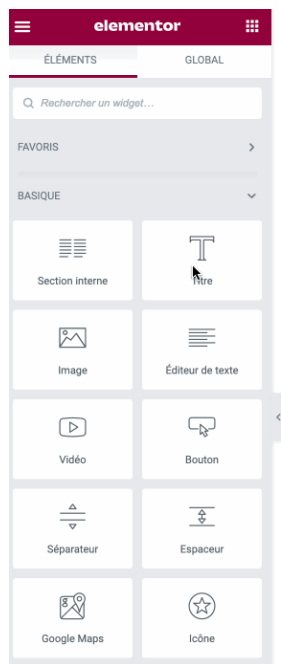 elementor
ÉLÉMENTS GLOBAL
Rechercher un widget...
FAVORIS
BASIQUE
Section interne Titre
Image Éditeur de texte
Vidéo Bouton
Séparateur Espaceur
Google Maps Icône